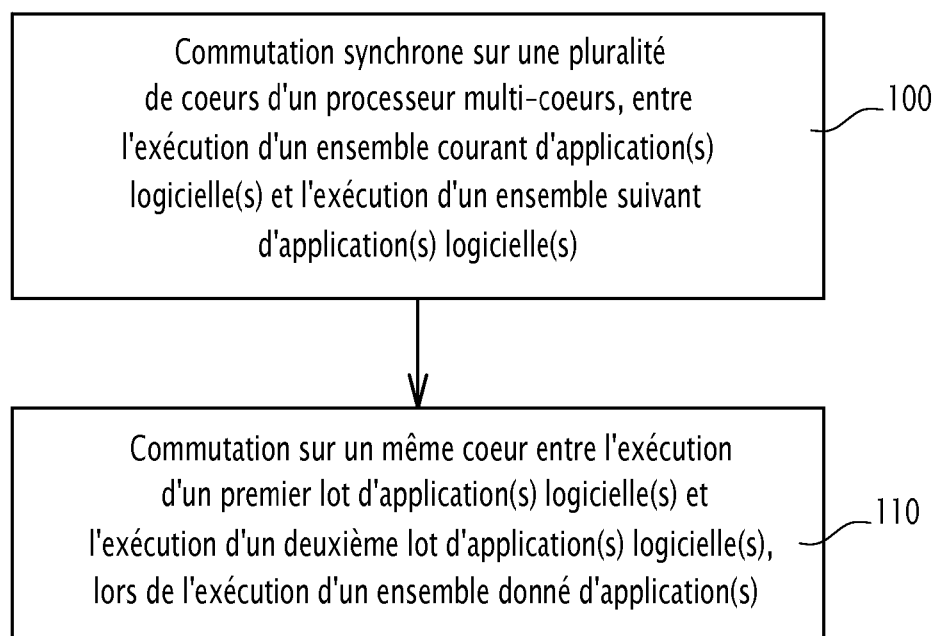 Commutation synchrone sur une pluralité
de coeurs d'un processeur multi-coeurs, entre
l'exécution d'un ensemble courant d'application(s)
logicielle(s) et l'exécution d'un ensemble suivant
d'application(s) logicielle(s)
100
Commutation sur un même coeur entre l'exécution
d'un premier lot d'application(s) logicielle(s) et
l'exécution d'un deuxième lot d'application(s) logicielle(s),
lors de l'exécution d'un ensemble donné d'application(s)
110